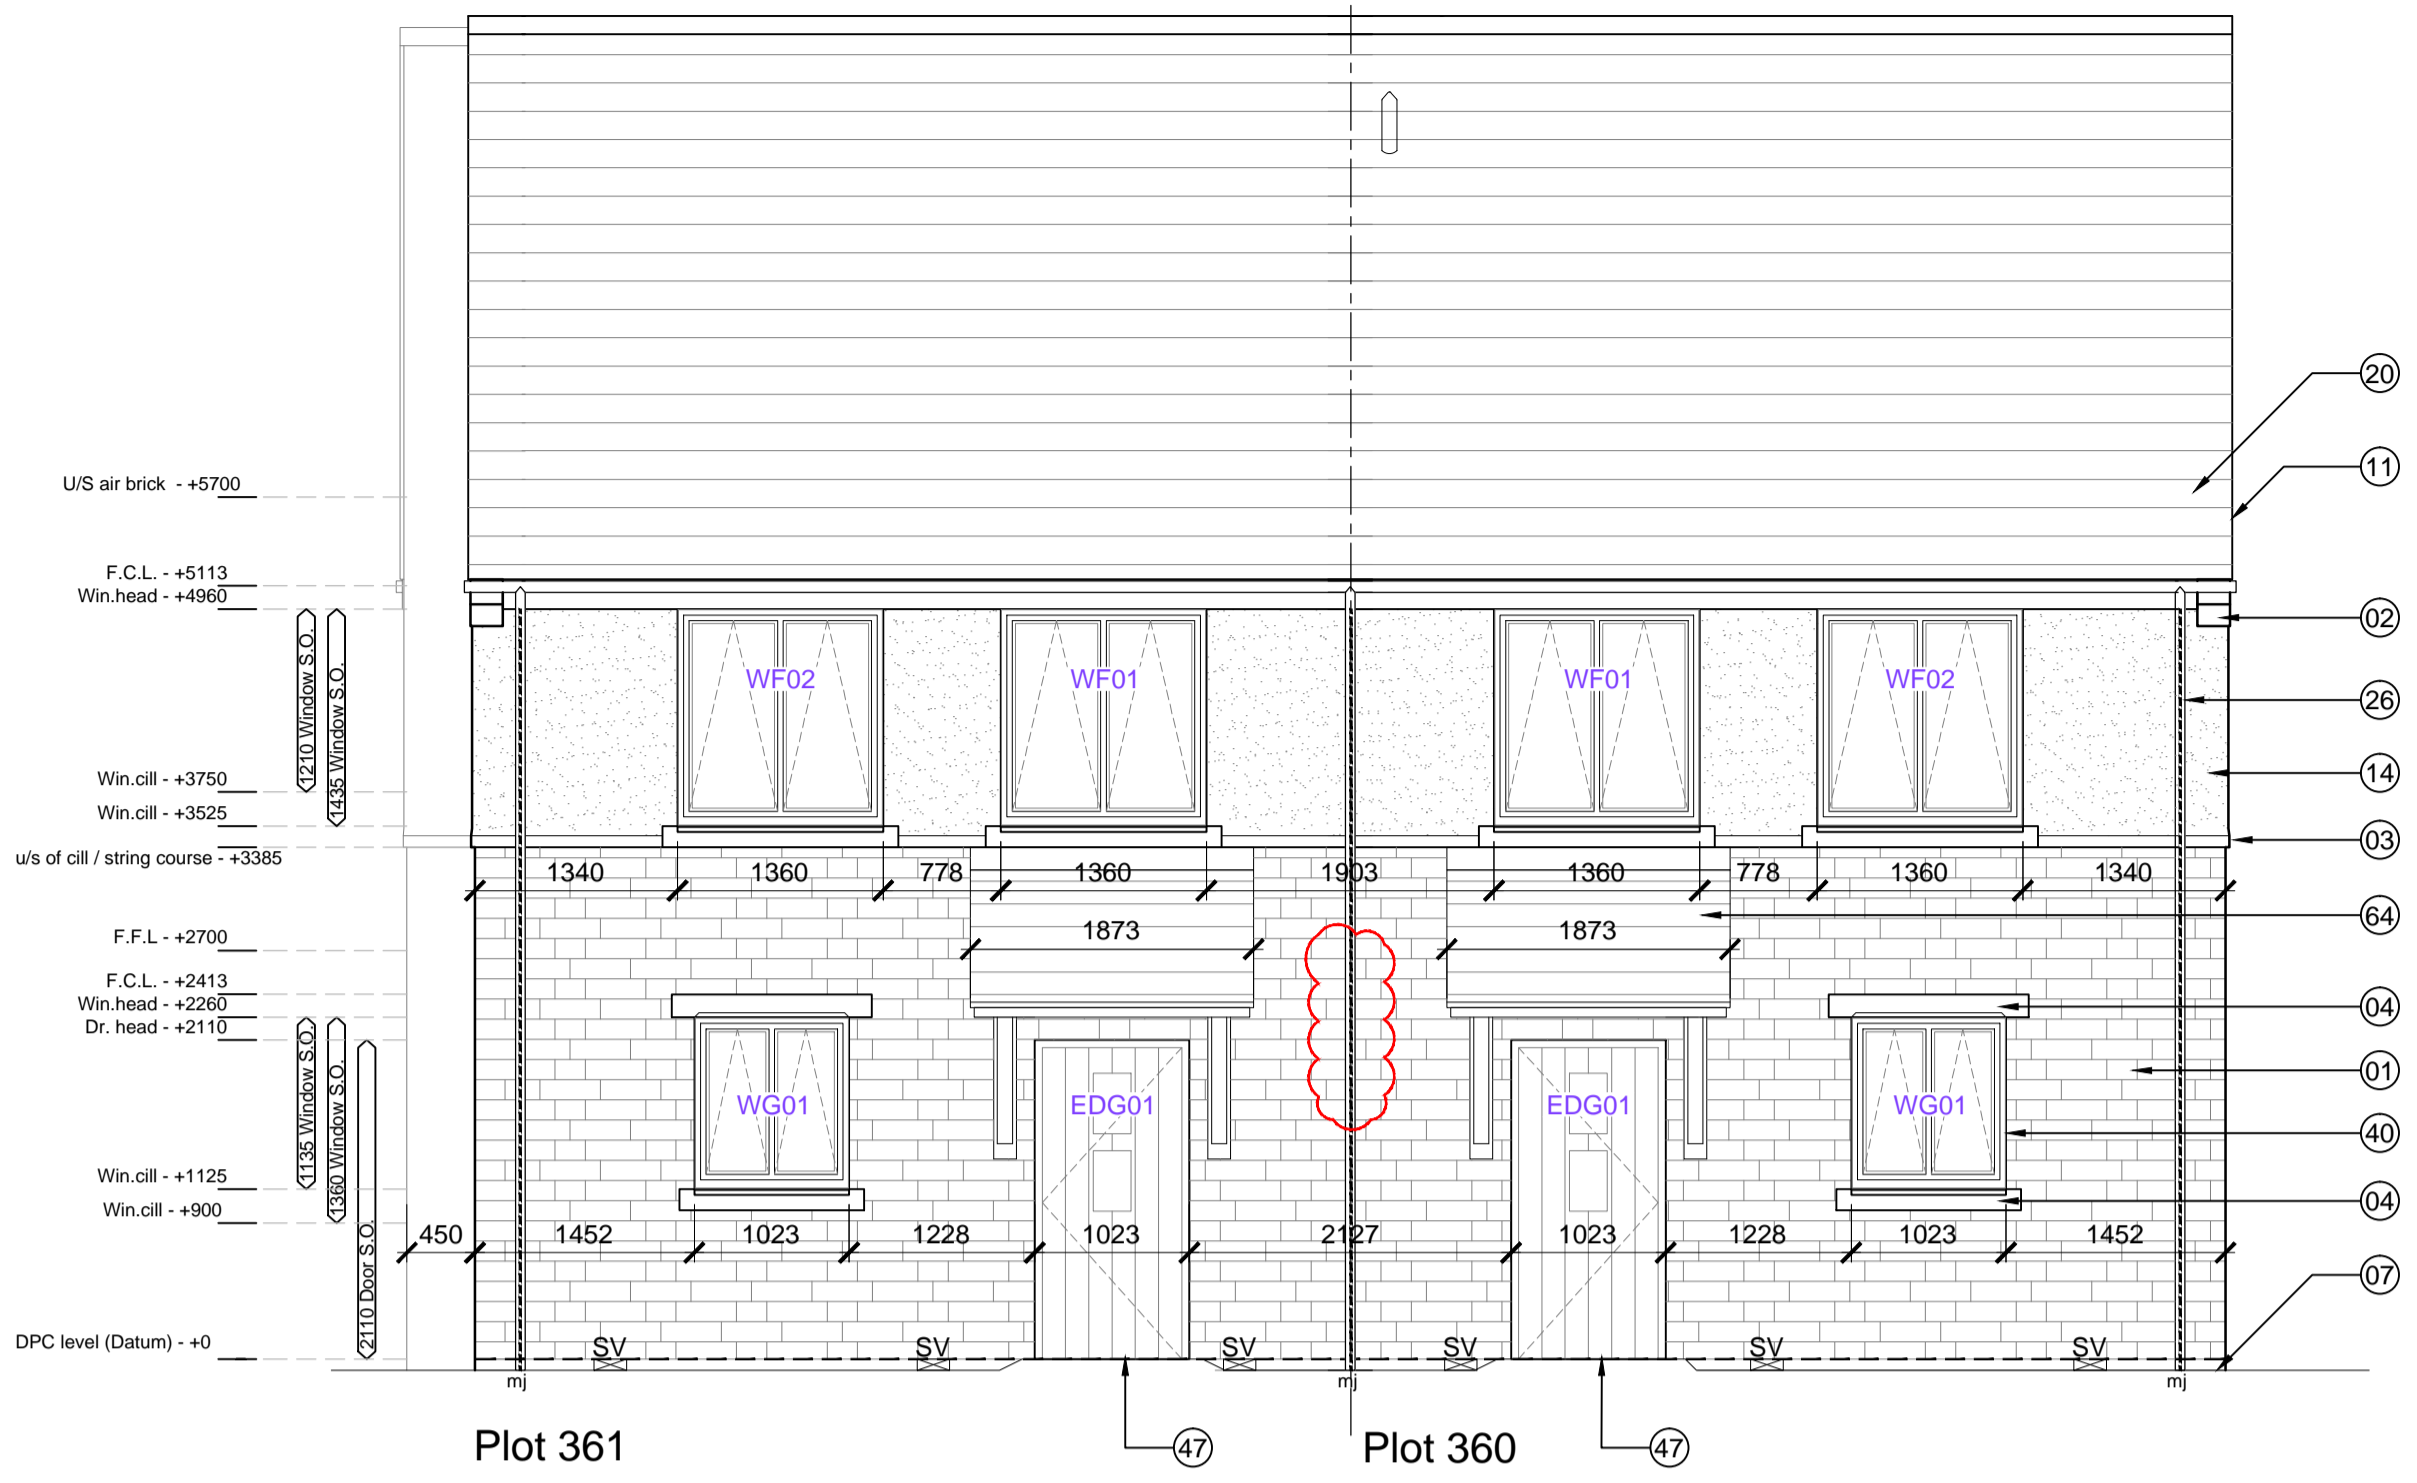 20
11
U/S air brick - +5700
F.C.L. - +5113
Win.head - +4960
02
1210 Window S.O.
1435 Window S.O.
WF02 WF01 WF01 WF02
26
14
Win.cill - +3750
Win.cill - +3525
03
u/s of cill / string course - +3385
1340 1360 778 1360 1903 1360 778 1360 1340
64
1873 1873
F.F.L - +2700
F.C.L. - +2413
Win.head - +2260
04
Dr. head - +2110
1135 Window S.O.
1360 Window S.O.
2110 Door S.O.
01
WG01 EDG01 EDG01 WG01
40
Win.cill - +1125
04
Win.cill - +900
450 1452 1023 1228 1023 2127 1023 1228 1023 1452
07
DPC level (Datum) - +0
SV SV SV SV SV SV
mj mj mj
Plot 361 47 Plot 360 47